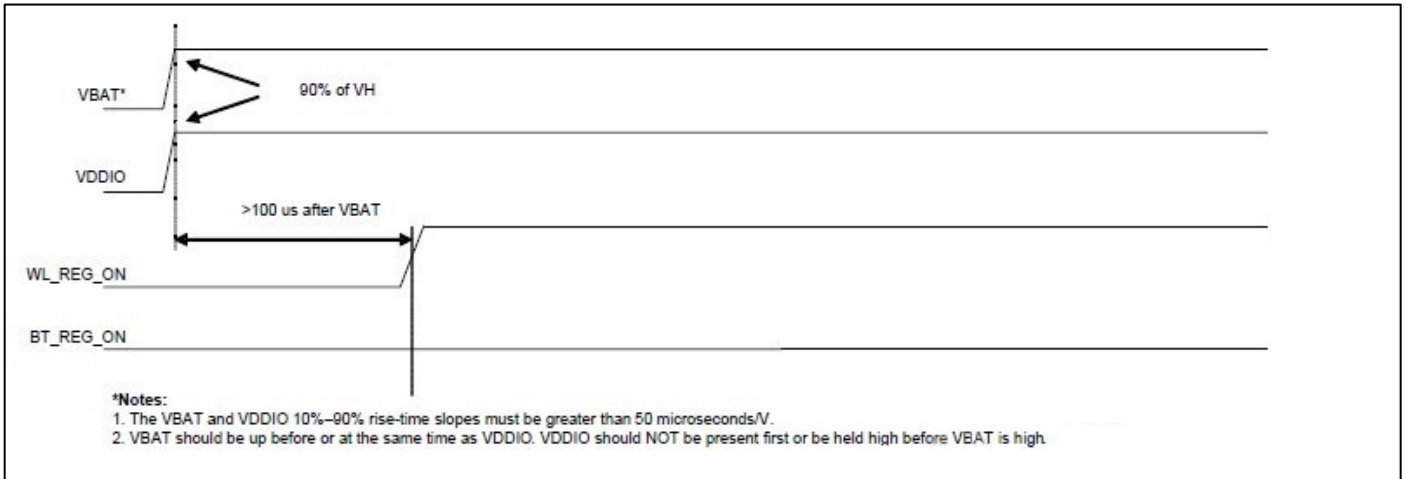 VBAT*
90% of VH
VDDIO
>100 us after VBAT
WL_REG_ON
BT_REG_ON
*Notes:
1. The VBAT and VDDIO 10%–90% rise-time slopes must be greater than 50 microseconds/V.
2. VBAT should be up before or at the same time as VDDIO. VDDIO should NOT be present first or be held high before VBAT is high.